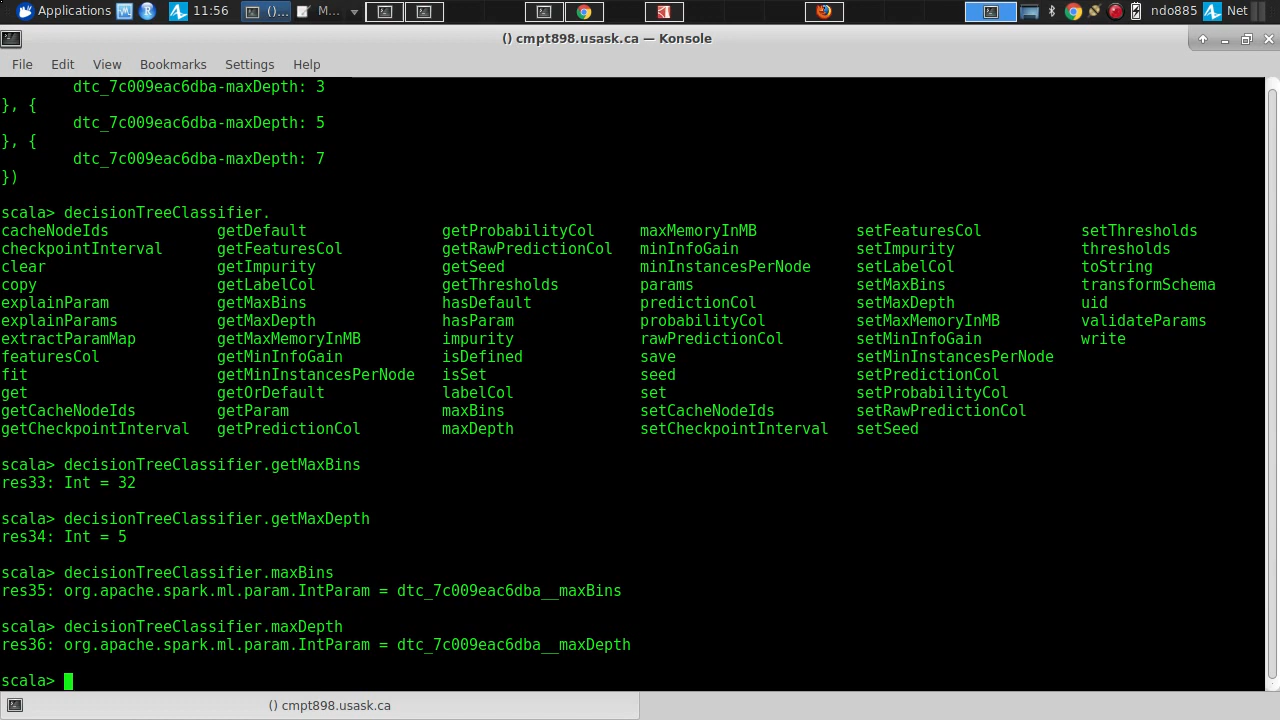 Applications 11:56 ()... M... ndo885 Net
() cmpt898.usask.ca — Konsole
File Edit View Bookmarks Settings Help
dtc_7c009eac6dba-maxDepth: 3
}, {
dtc_7c009eac6dba-maxDepth: 5
}, {
dtc_7c009eac6dba-maxDepth: 7
})
scala> decisionTreeClassifier.
cacheNodeIds getDefault getProbabilityCol maxMemoryInMB setFeaturesCol setThresholds
checkpointInterval getFeaturesCol getRawPredictionCol minInfoGain setImpurity thresholds
clear getImpurity getSeed minInstancesPerNode setLabelCol toString
copy getLabelCol getThresholds params setMaxBins transformSchema
explainParam getMaxBins hasDefault predictionCol setMaxDepth uid
explainParams getMaxDepth hasParam probabilityCol setMaxMemoryInMB validateParams
extractParamMap getMaxMemoryInMB impurity rawPredictionCol setMinInfoGain write
featuresCol getMinInfoGain isDefined save setMinInstancesPerNode
fit getMinInstancesPerNode isSet seed setPredictionCol
get getOrDefault labelCol set setProbabilityCol
getCacheNodeIds getParam maxBins setCacheNodeIds setRawPredictionCol
getCheckpointInterval getPredictionCol maxDepth setCheckpointInterval setSeed
scala> decisionTreeClassifier.getMaxBins
res33: Int = 32
scala> decisionTreeClassifier.getMaxDepth
res34: Int = 5
scala> decisionTreeClassifier.maxBins
res35: org.apache.spark.ml.param.IntParam = dtc_7c009eac6dba__maxBins
scala> decisionTreeClassifier.maxDepth
res36: org.apache.spark.ml.param.IntParam = dtc_7c009eac6dba__maxDepth
scala>
() cmpt898.usask.ca